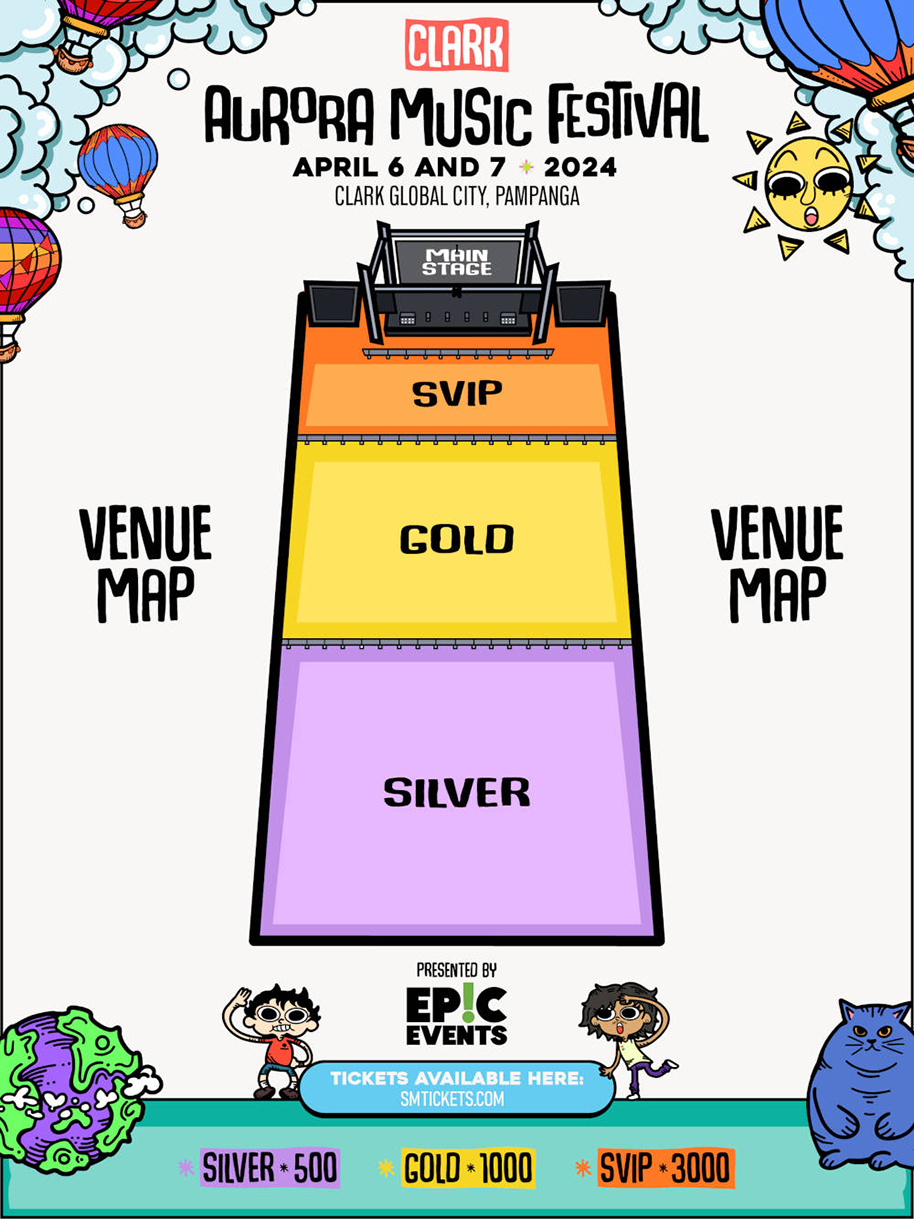 CLARK
AURORA MUSIC FESTIVAL
APRIL 6 AND 7 * 2024
CLARK GLOBAL CITY, PAMPANGA
MAIN
STAGE
SVIP
GOLD
VENUE
MAP
VENUE
MAP
SILVER
PRESENTED BY
EP!C
EVENTS
TICKETS AVAILABLE HERE:
SMTICKETS.COM
* SILVER * 500
* GOLD * 1000
* SVIP * 3000